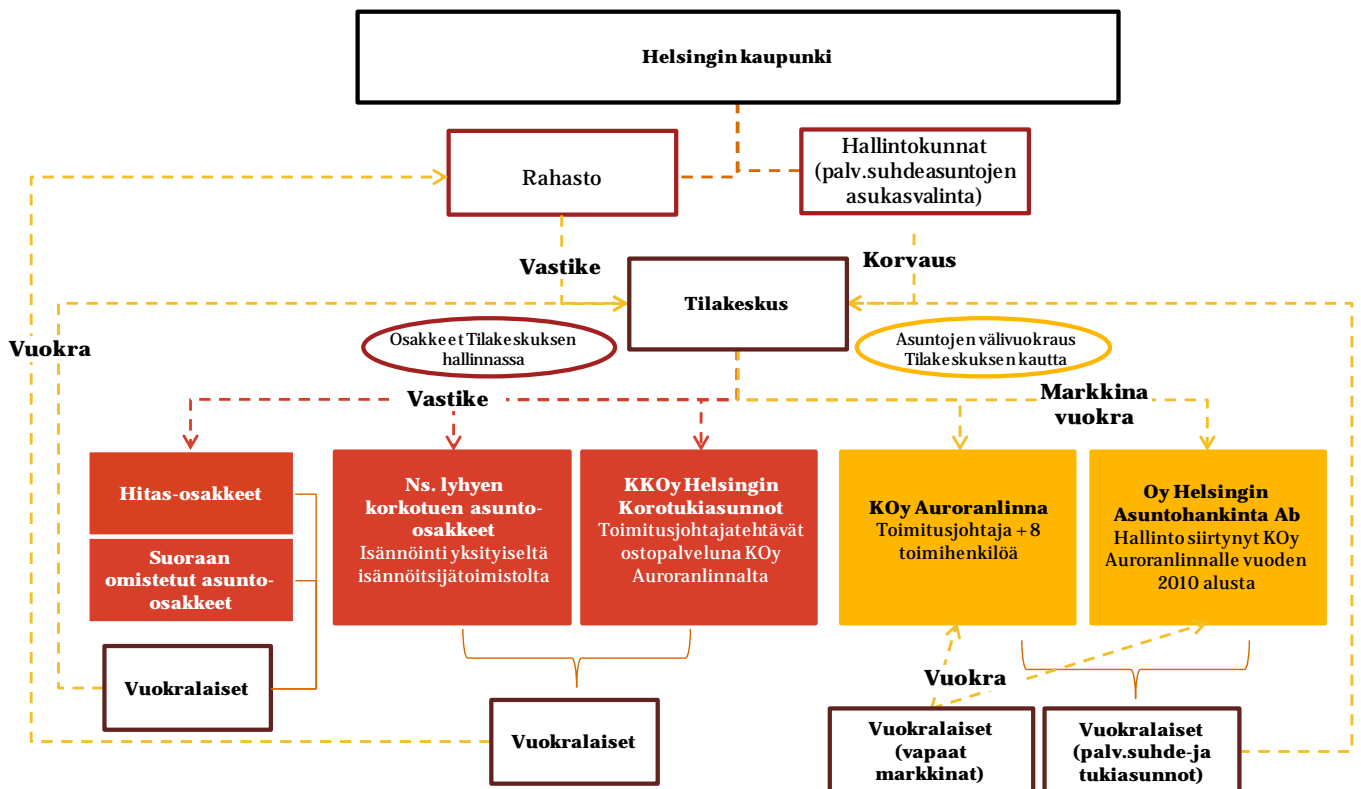 Helsingin kaupunki
Rahasto
Hallintokunnat
(palv.suhdeasuntojen
asukasvalinta)
Vastike
Korvaus
Tilakeskus
Vuokra
Osakkeet Tilakeskuksen
hallinnassa
Asuntojen välivuokraus
Tilakeskuksen kautta
Vastike
Markkina
vuokra
Hitas-osakkeet
Suoraan
omistetut asunto-
osakkeet
Ns. lyhyen
korkotuen asunto-
osakkeet
Isännöinti yksityiseltä
isännöitsijätoimistolta
KKOy Helsingin
Korotukiasunnot
Toimitusjohtajatehtävät
ostopalveluna KOy
Auroranlinnalta
KOy Auroranlinna
Toimitusjohtaja + 8
toimihenkilöä
Oy Helsingin
Asuntohankinta Ab
Hallinto siirtynyt KOy
Auroranlinnalle vuoden
2010 alusta
Vuokralaiset
Vuokralaiset
Vuokra
Vuokralaiset
(vapaat
markkinat)
Vuokralaiset
(palv.suhde-ja
tukiasunnot)